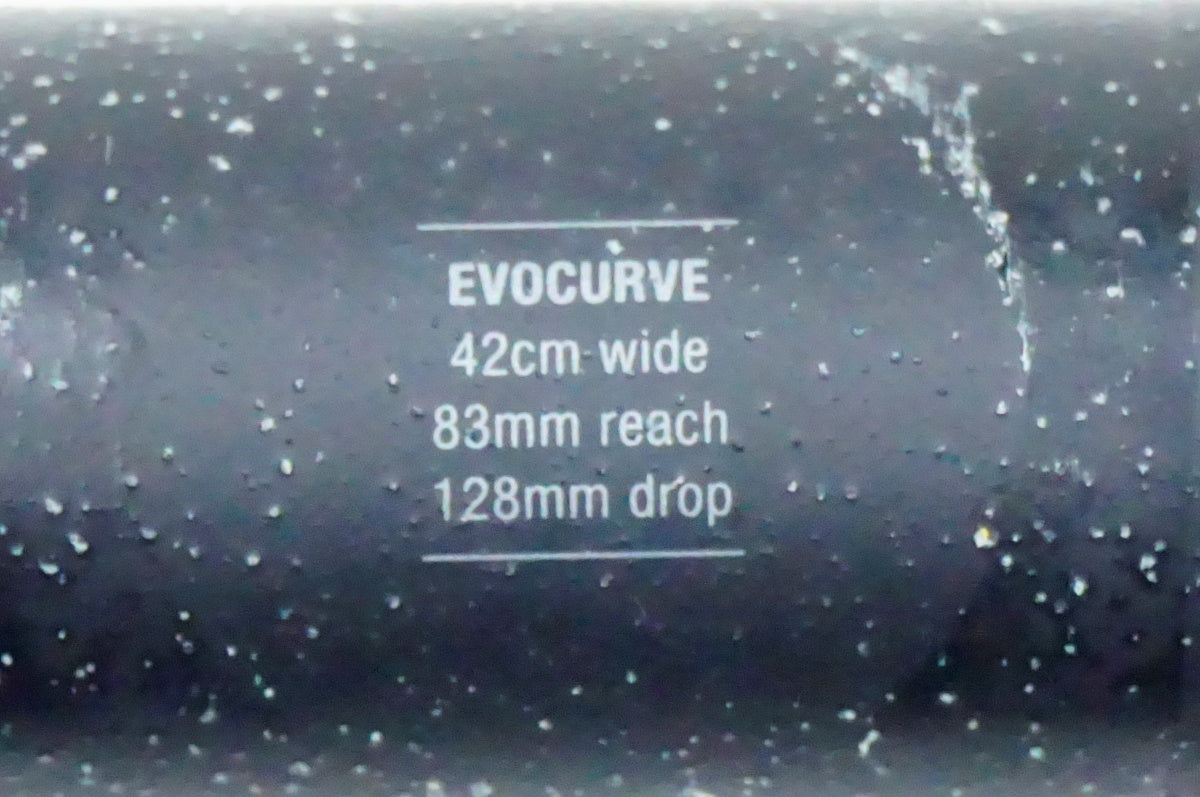 EVOCURVE
42cm wide
83mm reach
128mm drop